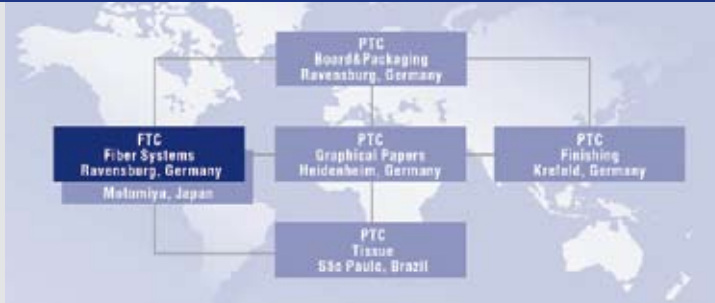 PTC
Board&Packaging
Ravensburg, Germany
FTC
Fiber Systems
Ravensburg, Germany
Motomiya, Japan
PTC
Graphical Papers
Heidenheim, Germany
PTC
Finishing
Krefeld, Germany
PTC
Tissue
São Paulo, Brazil